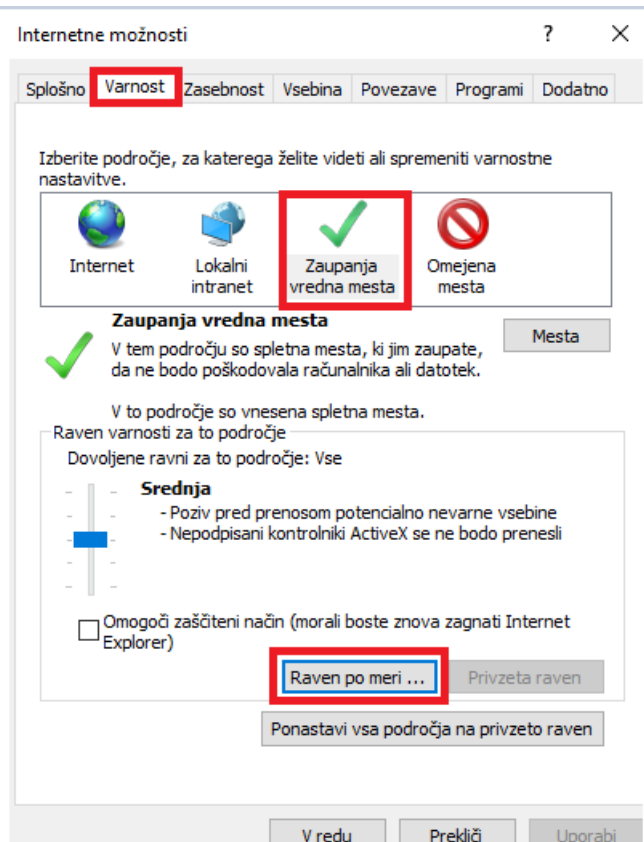 Internetne možnosti ? ×
Splošno Varnost Zasebnost Vsebina Povezave Programi Dodatno
Izberite področje, za katerega želite videti ali spremeniti varnostne
nastavitve.
Internet
Lokalni
intranet
Zaupanja
vredna mesta
Omejena
mesta
Zaupanja vredna mesta
V tem področju so spletna mesta, ki jim zaupate,
da ne bodo poškodovala računalnika ali datotek.
Mesta
V to področje so vnesena spletna mesta.
Raven varnosti za to področje
Dovoljene ravni za to področje: Vse
Srednja
- Poziv pred prenosom potencialno nevarne vsebine
- Nepodpisani kontrolniki ActiveX se ne bodo prenesli
Omogoči zaščiteni način (morali boste znova zagnati Internet
Explorer)
Raven po meri ... Privzeta raven
Ponastavi vsa področja na privzeto raven
V redu Prekliči Uporabi